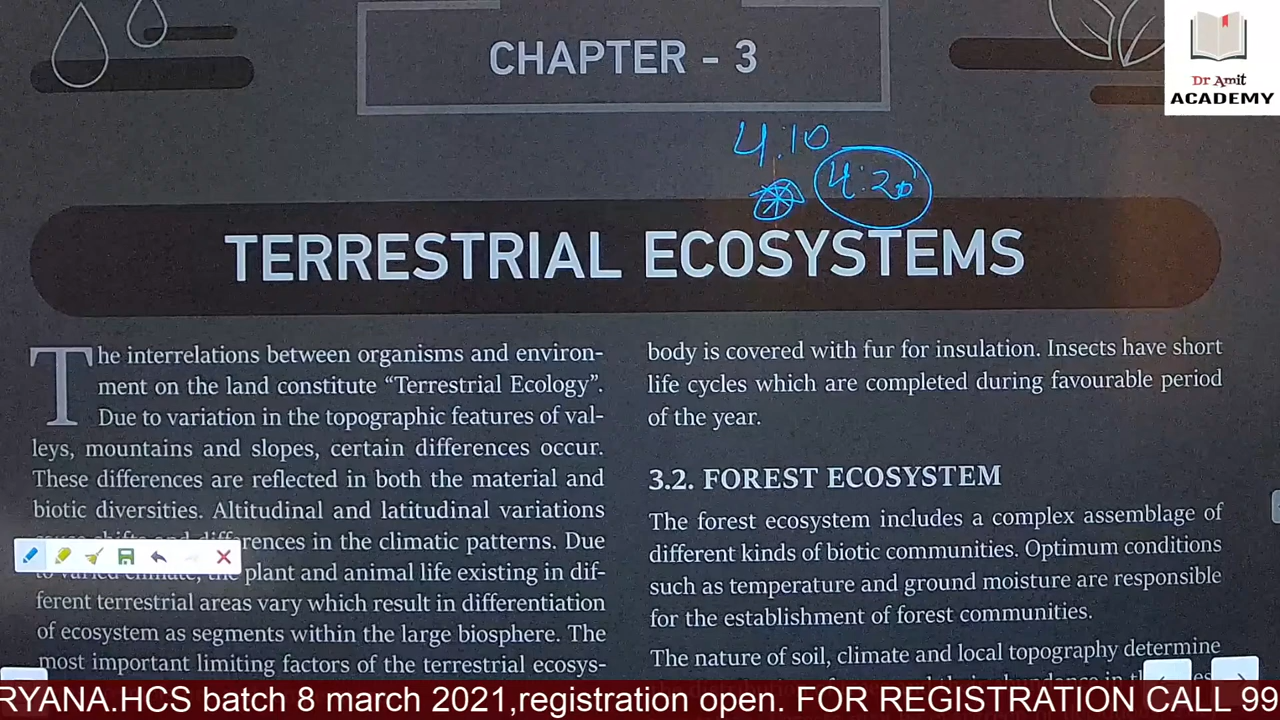 CHAPTER - 3
Dr Amit
ACADEMY
4.10
4:20
TERRESTRIAL ECOSYSTEMS
The interrelations between organisms and environ-
ment on the land constitute “Terrestrial Ecology”.
Due to variation in the topographic features of val-
leys, mountains and slopes, certain differences occur.
These differences are reflected in both the material and
biotic diversities. Altitudinal and latitudinal variations
differences in the climatic patterns. Due
the plant and animal life existing in dif-
ferent terrestrial areas vary which result in differentiation
of ecosystem as segments within the large biosphere. The
most important limiting factors of the terrestrial ecosys-
body is covered with fur for insulation. Insects have short
life cycles which are completed during favourable period
of the year.
3.2. FOREST ECOSYSTEM
The forest ecosystem includes a complex assemblage of
different kinds of biotic communities. Optimum conditions
such as temperature and ground moisture are responsible
for the establishment of forest communities.
The nature of soil, climate and local topography determine
RYANA.HCS batch 8 march 2021,registration open. FOR REGISTRATION CALL 99